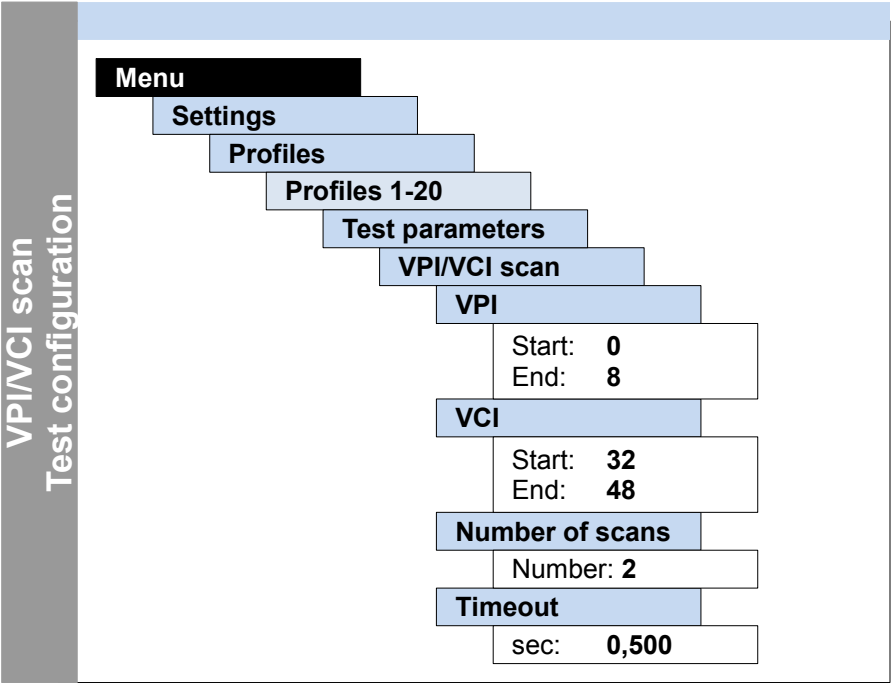 VPI/VCI scan
Test configuration
Menu
Settings
Profiles
Profiles 1-20
Test parameters
VPI/VCI scan
VPI
Start: 0
End: 8
VCI
Start: 32
End: 48
Number of scans
Number: 2
Timeout
sec: 0,500